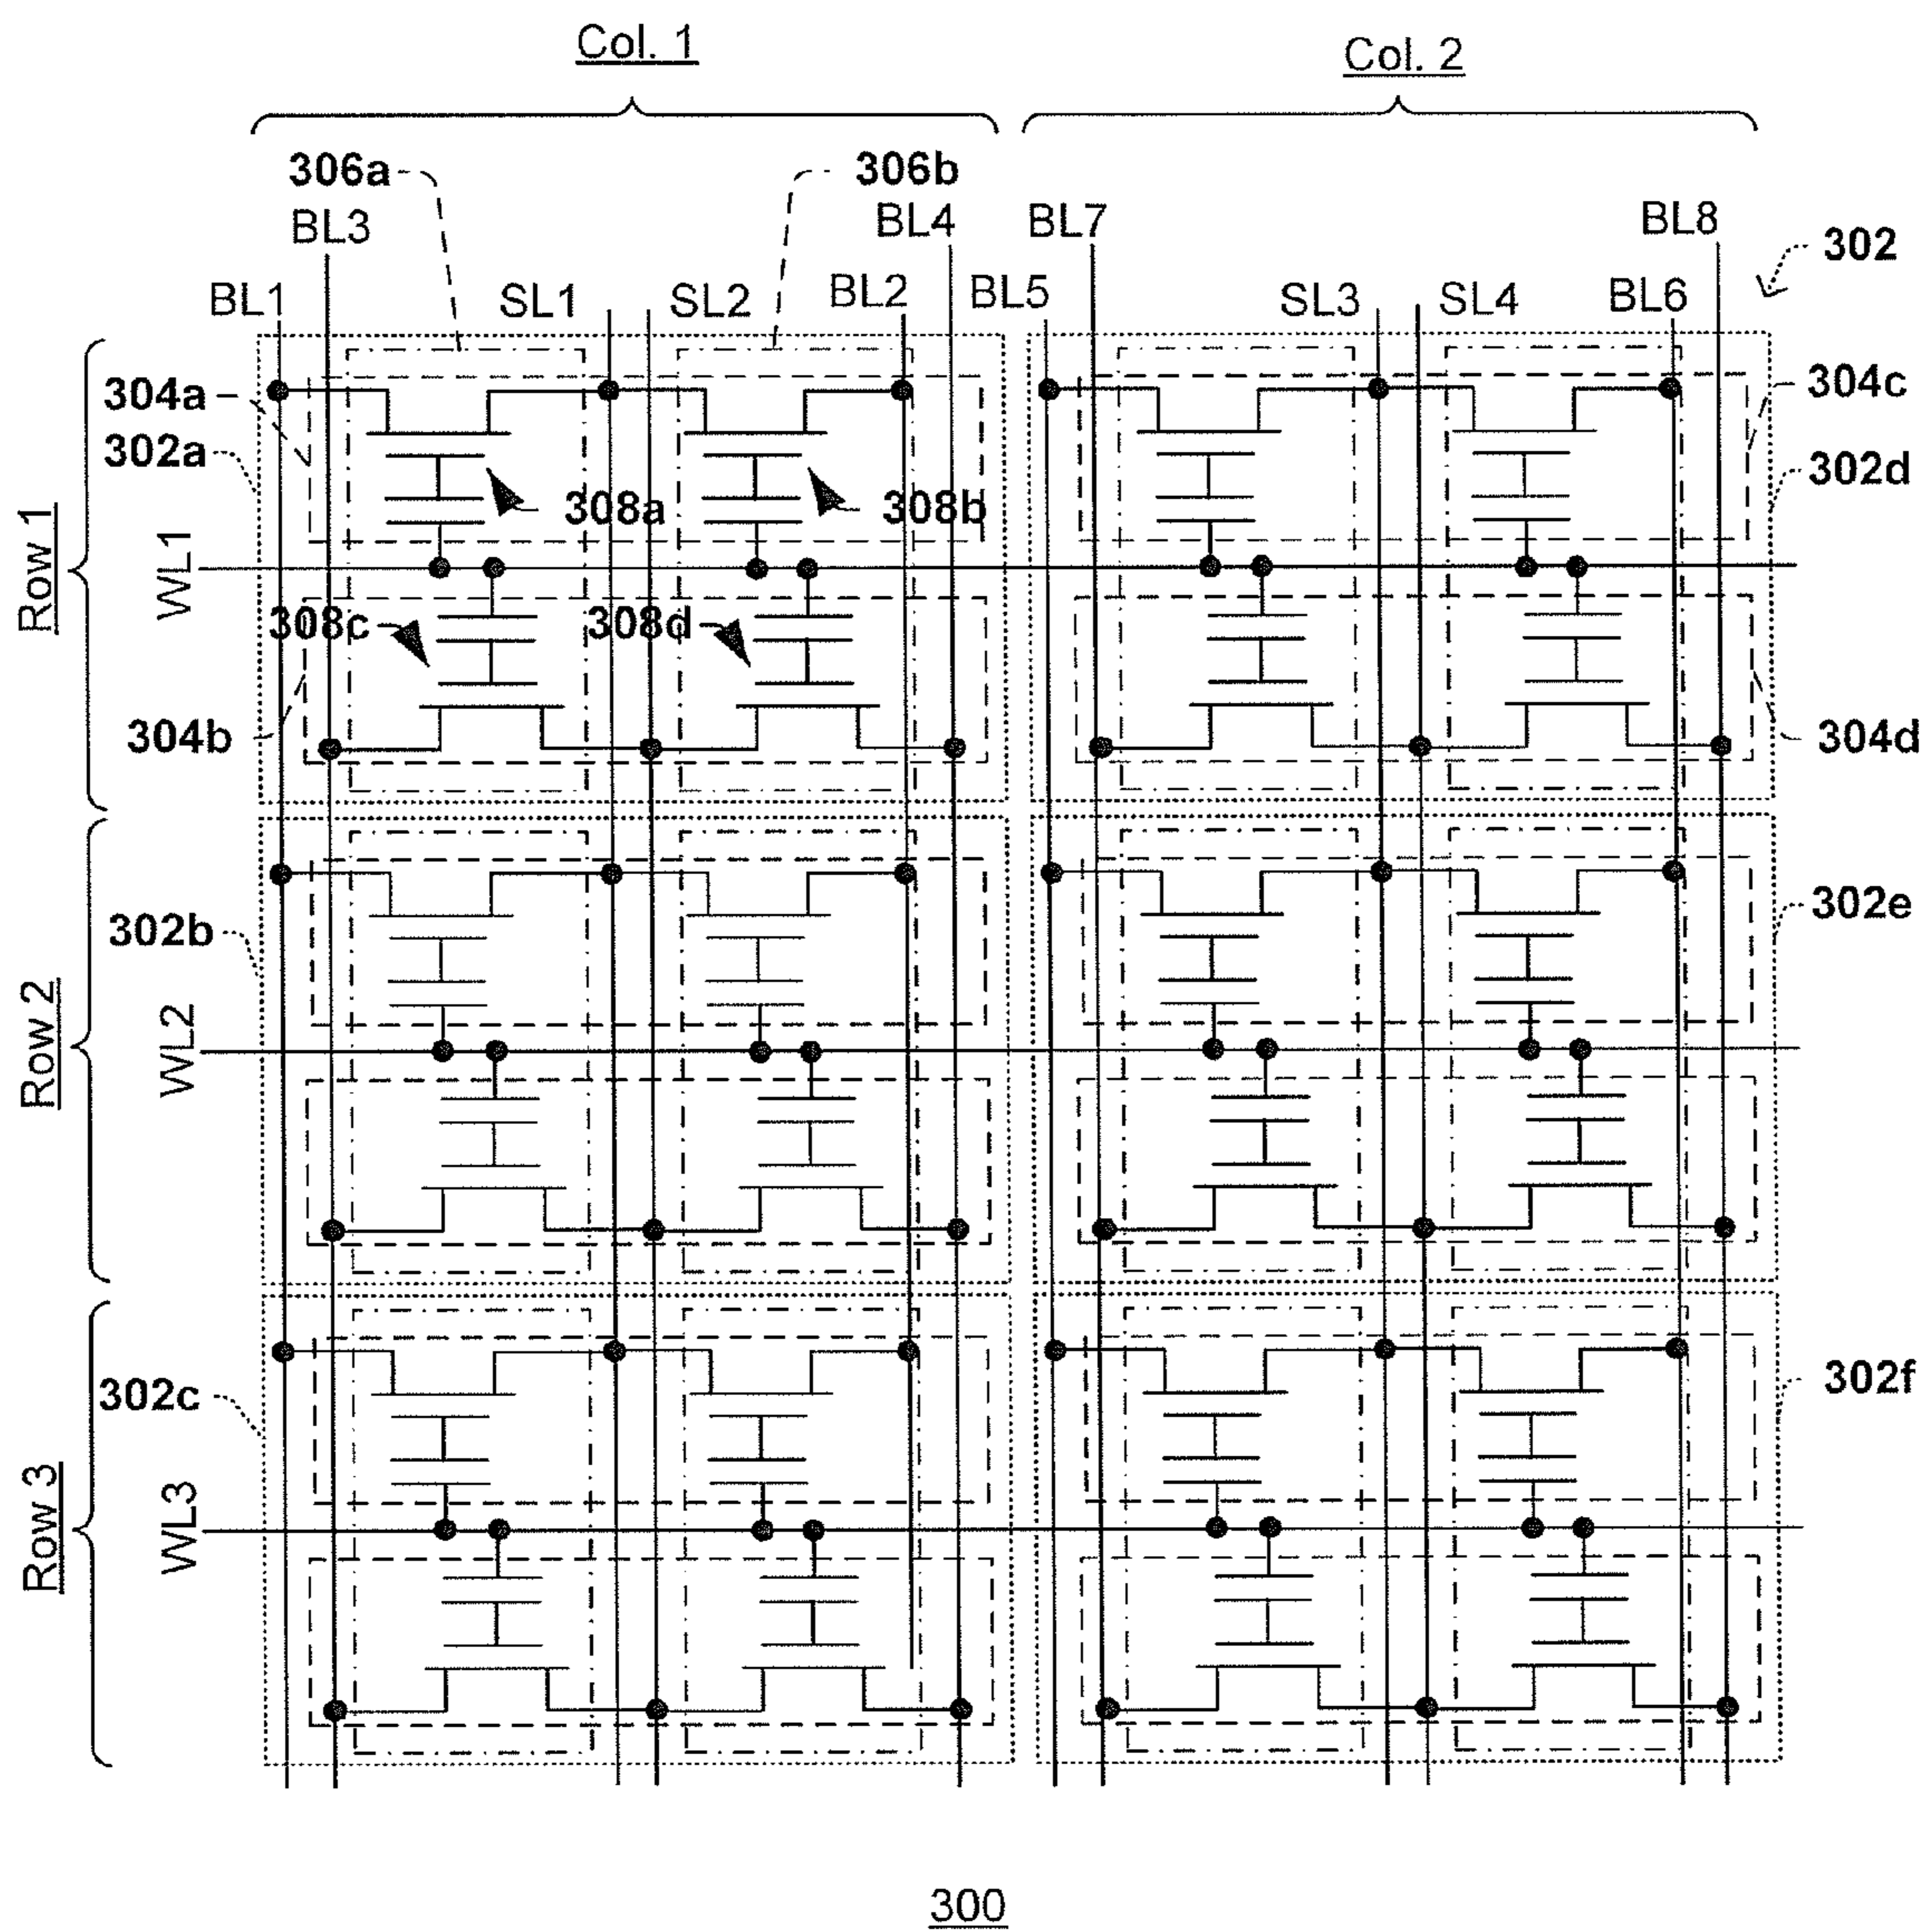 Col. 1
Col. 2
306a
306b
BL3
BL4
BL7
BL8
302
BL1
SL1
SL2
BL2
BL5
SL3
SL4
BL6
304a
304c
302a
302d
308a
308b
Row 1
WL1
308c
308d
304b
304d
302b
302e
Row 2
WL2
302c
302f
Row 3
WL3
300